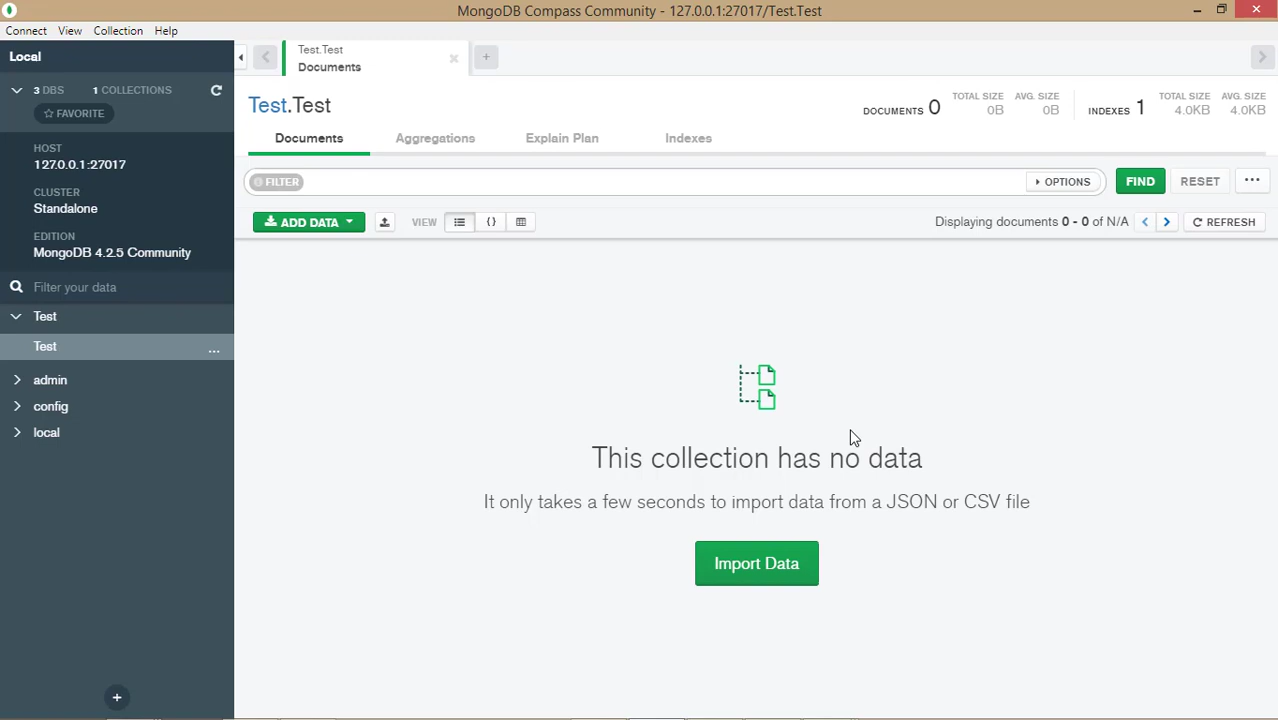 MongoDB Compass Community - 127.0.0.1:27017/Test.Test
Connect View Collection Help
Local
3 DBS 1 COLLECTIONS
FAVORITE
HOST
127.0.0.1:27017
CLUSTER
Standalone
EDITION
MongoDB 4.2.5 Community
Filter your data
Test
Test ...
admin
config
local
+
Test.Test
Documents
+
Test.Test
DOCUMENTS 0
TOTAL SIZE
0B
AVG. SIZE
0B
INDEXES 1
TOTAL SIZE
4.0KB
AVG. SIZE
4.0KB
Documents Aggregations Explain Plan Indexes
FILTER OPTIONS FIND RESET ...
ADD DATA VIEW {} Displaying documents 0 - 0 of N/A < > REFRESH
This collection has no data
It only takes a few seconds to import data from a JSON or CSV file
Import Data